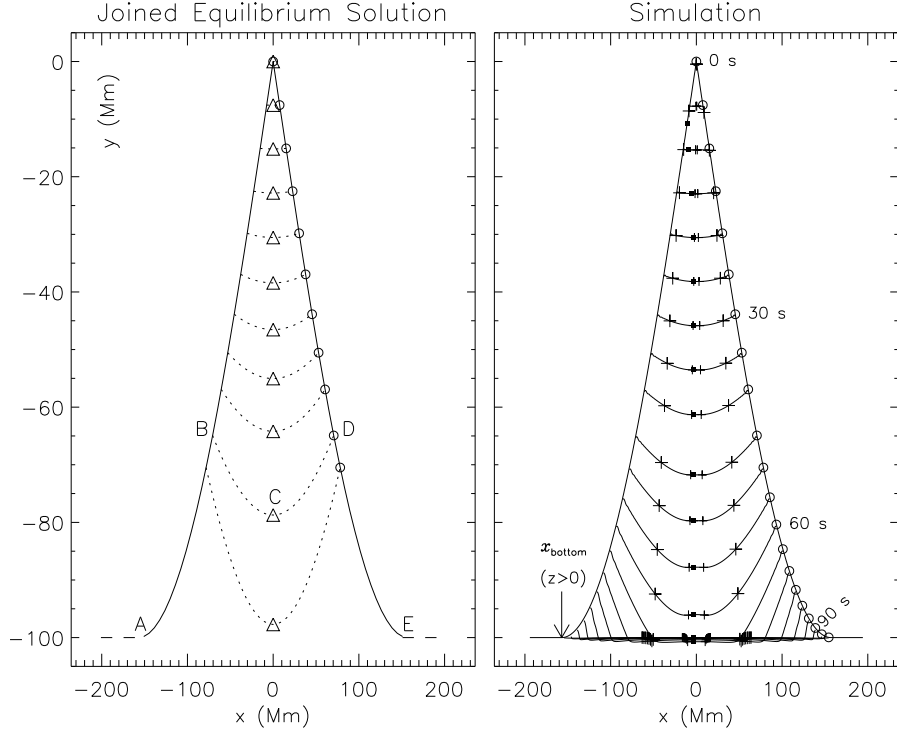 Joined Equilibrium Solution
Simulation
y (Mm)
0
−20
−40
−60
−80
−100
A
B
C
D
E
−200 −100 0 100 200
x (Mm)
0 s
30 s
60 s
90 s
x bottom
(z>0)
−200 −100 0 100 200
x (Mm)